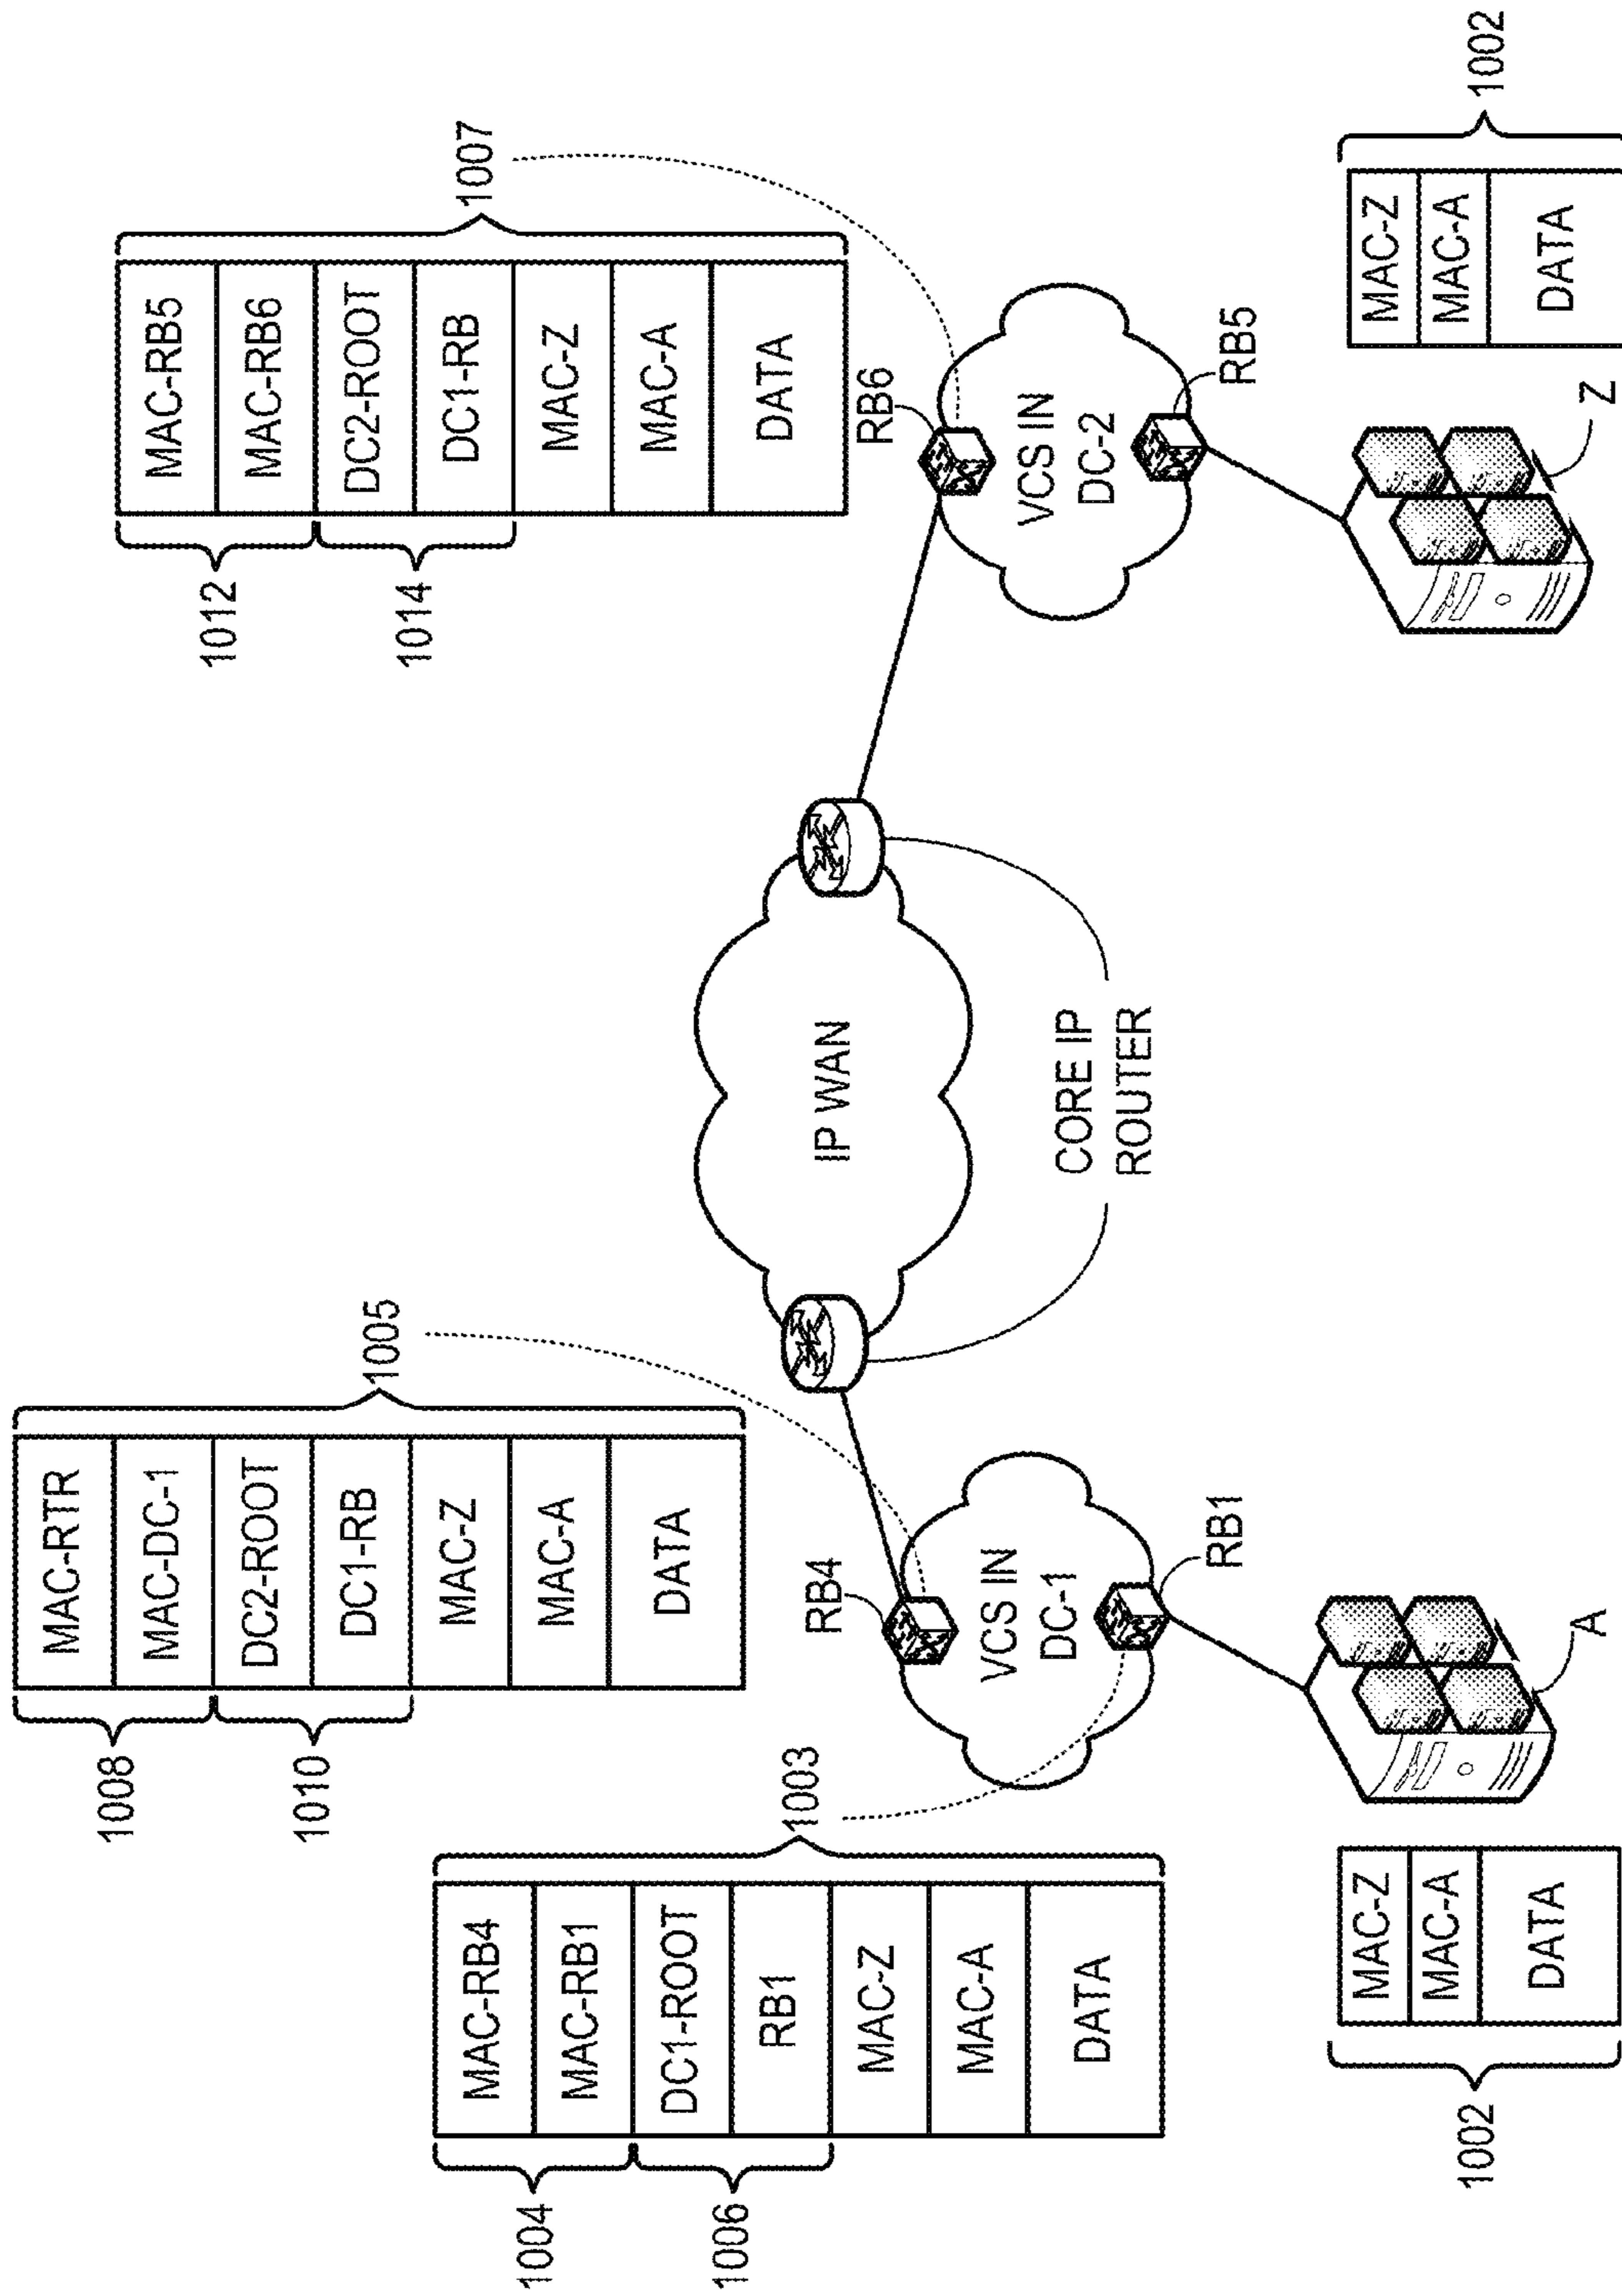 1008
1010
MAC-RTR
MAC-DC-1
DC2-ROOT
DC1-RB
MAC-Z
MAC-A
DATA
1005
1012
1014
MAC-RB5
MAC-RB6
DC2-ROOT
DC1-RB
MAC-Z
MAC-A
DATA
1007
1004
1006
MAC-RB4
MAC-RB1
DC1-ROOT
RB1
MAC-Z
MAC-A
DATA
1003
RB4
VCS IN
DC-1
RB1
IP WAN
CORE IP
ROUTER
RB6
VCS IN
DC-2
RB5
1002
MAC-Z
MAC-A
DATA
A
Z
MAC-Z
MAC-A
DATA
1002